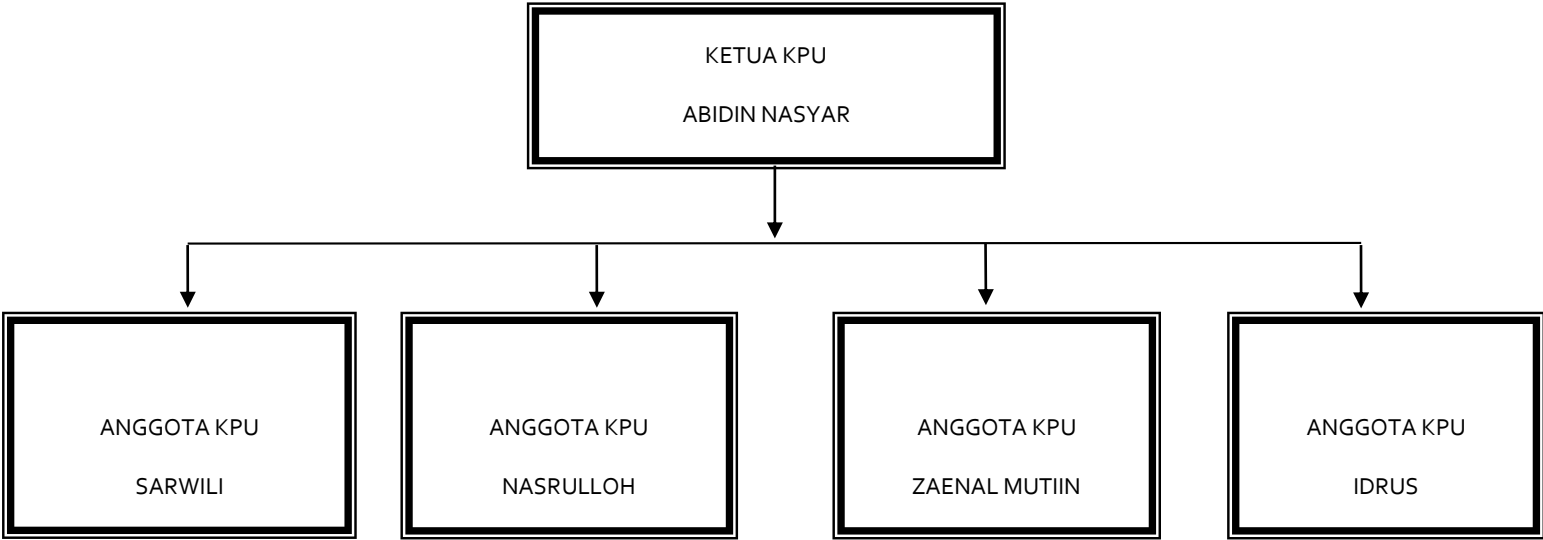 KETUA KPU
ABIDIN NASYAR
ANGGOTA KPU
SARWILI
ANGGOTA KPU
NASRULLOH
ANGGOTA KPU
ZAENAL MUTIIN
ANGGOTA KPU
IDRUS